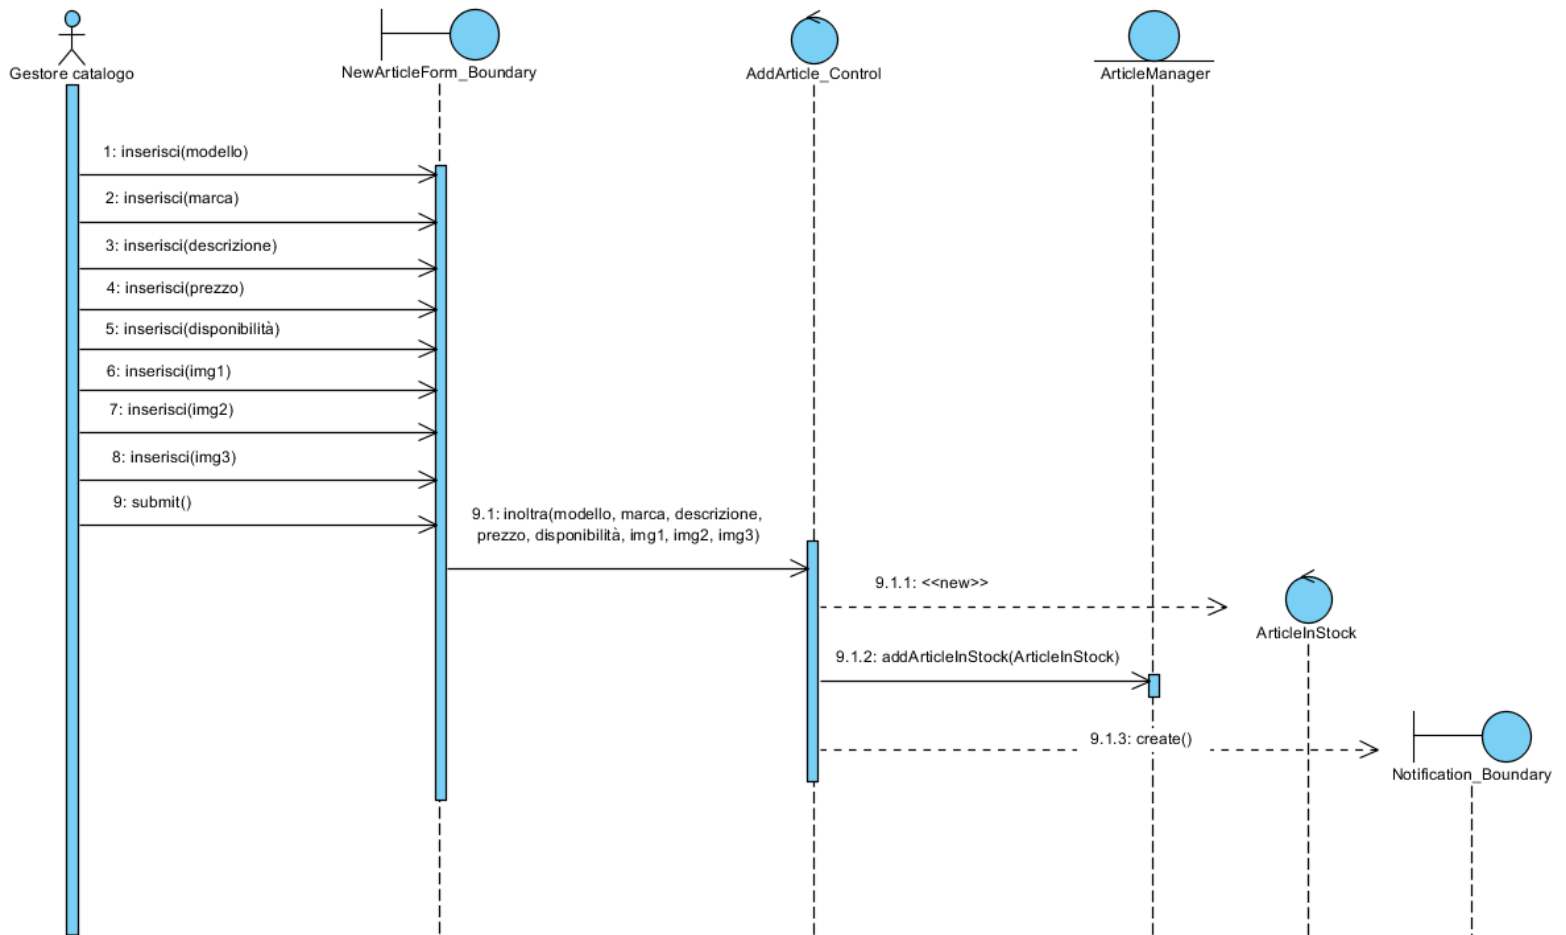 Gestore catalogo
NewArticleForm_Boundary
AddArticle_Control
ArticleManager
1: inserisci(modello)
2: inserisci(marca)
3: inserisci(descrizione)
4: inserisci(prezzo)
5: inserisci(disponibilità)
6: inserisci(img1)
7: inserisci(img2)
8: inserisci(img3)
9: submit()
9.1: inoltra(modello, marca, descrizione,
prezzo, disponibilità, img1, img2, img3)
9.1.1: <<new>>
ArticleInStock
9.1.2: addArticleInStock(ArticleInStock)
9.1.3: create()
Notification_Boundary